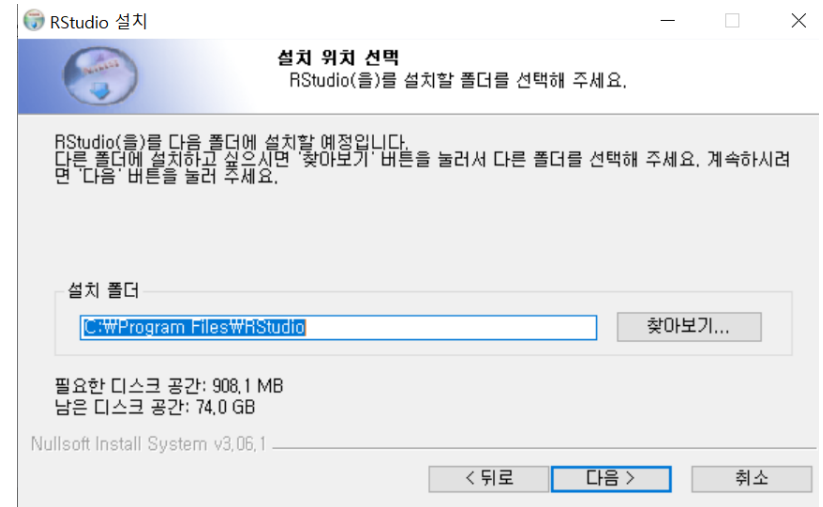 RStudio 설치
설치 위치 선택
RStudio(을)를 설치할 폴더를 선택해 주세요.
RStudio(을)를 다음 폴더에 설치할 예정입니다.
다른 폴더에 설치하고 싶으시면 '찾아보기' 버튼을 눌러서 다른 폴더를 선택해 주세요. 계속하시려
면 '다음' 버튼을 눌러 주세요.
설치 폴더
C:₩Program Files₩RStudio
찾아보기...
필요한 디스크 공간: 908.1 MB
남은 디스크 공간: 74.0 GB
Nullsoft Install System v3.06.1
< 뒤로
다음 >
취소